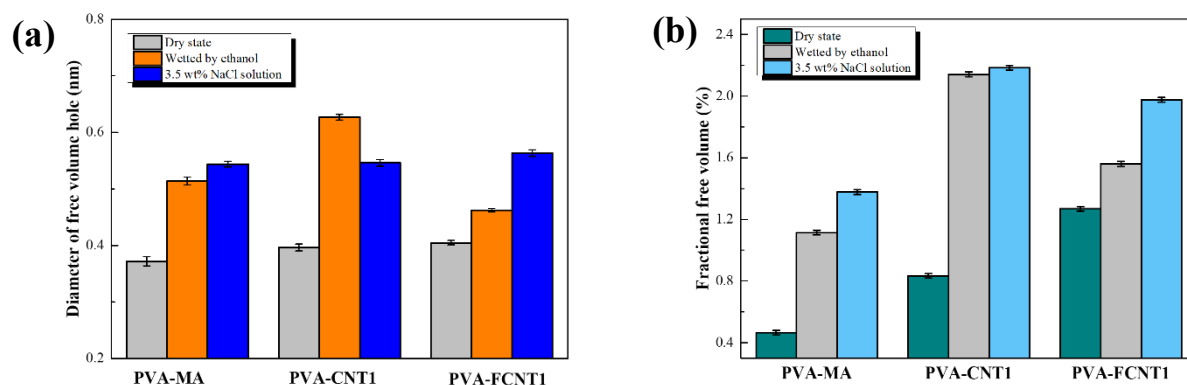 (a)
Diameter of free volume hole (nm)
0.8
0.6
0.4
0.2
Dry state
Wetted by ethanol
3.5 wt% NaCl solution
PVA-MA PVA-CNT1 PVA-FCNT1
(b)
Fractional free volume (%)
2.4
2.0
1.6
1.2
0.8
0.4
Dry state
Wetted by ethanol
3.5 wt% NaCl solution
PVA-MA PVA-CNT1 PVA-FCNT1